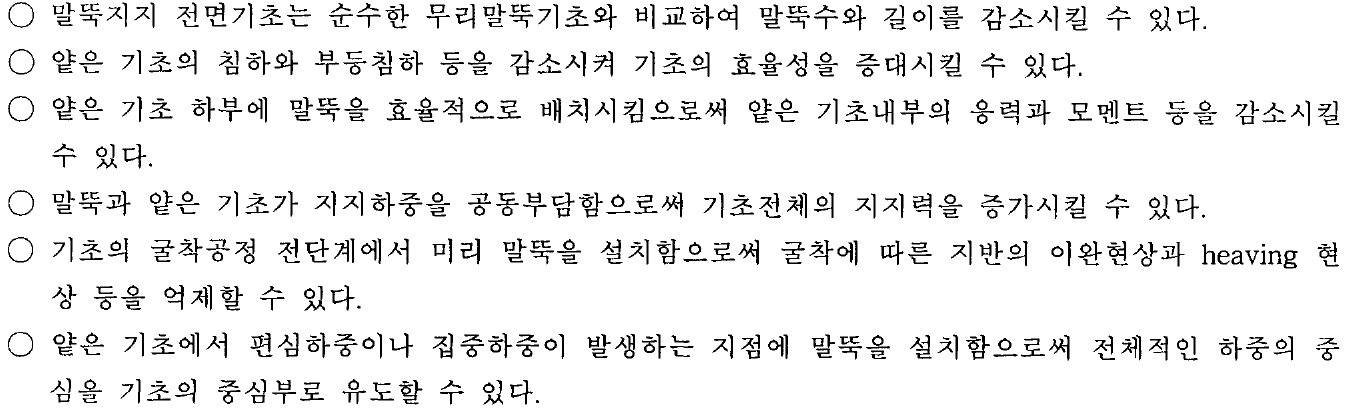 ○ 말뚝지지 전면기초는 순수한 무리말뚝기초와 비교하여 말뚝수와 길이를 감소시킬 수 있다.
○ 얕은 기초의 침하와 부등침하 등을 감소시켜 기초의 효율성을 증대시킬 수 있다.
○ 얕은 기초 하부에 말뚝을 효율적으로 배치시킴으로써 얕은 기초내부의 응력과 모멘트 등을 감소시킬
수 있다.
○ 말뚝과 얕은 기초가 지지하중을 공동부담함으로써 기초전체의 지지력을 증가시킬 수 있다.
○ 기초의 굴착공정 전단계에서 미리 말뚝을 설치함으로써 굴착에 따른 지반의 이완현상과 heaving 현
상 등을 억제할 수 있다.
○ 얕은 기초에서 편심하중이나 집중하중이 발생하는 지점에 말뚝을 설치함으로써 전체적인 하중의 중
심을 기초의 중심부로 유도할 수 있다.